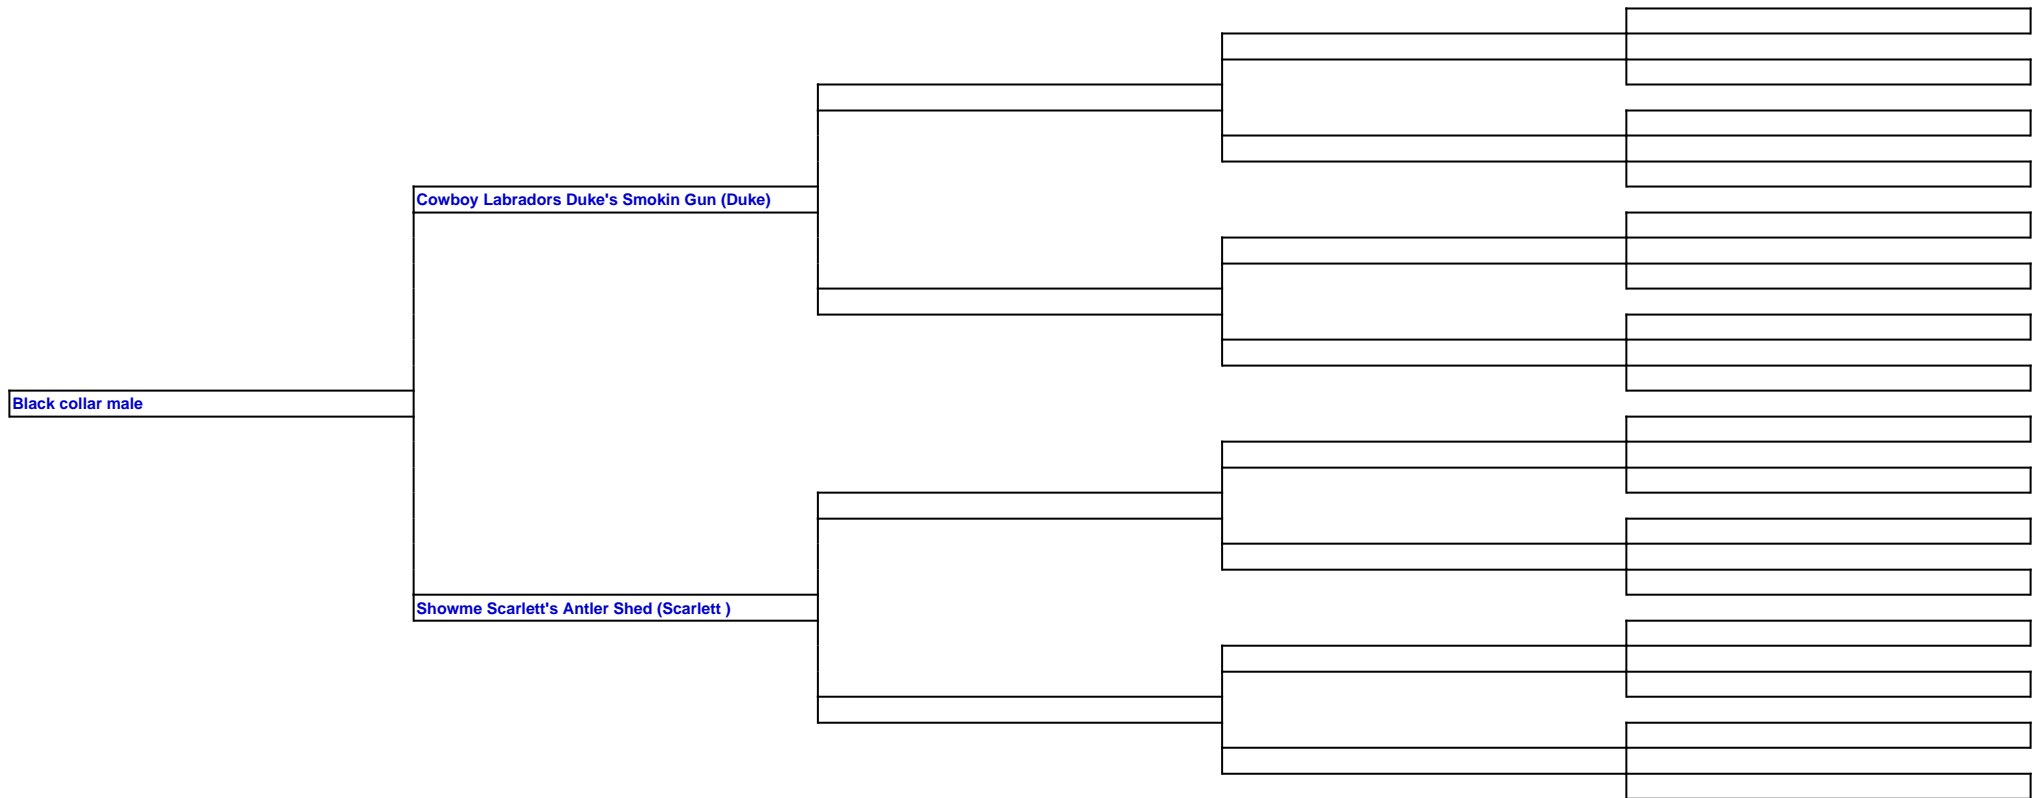 Cowboy Labradors Duke's Smokin Gun (Duke)
Black collar male
Showme Scarlett's Antler Shed (Scarlett )